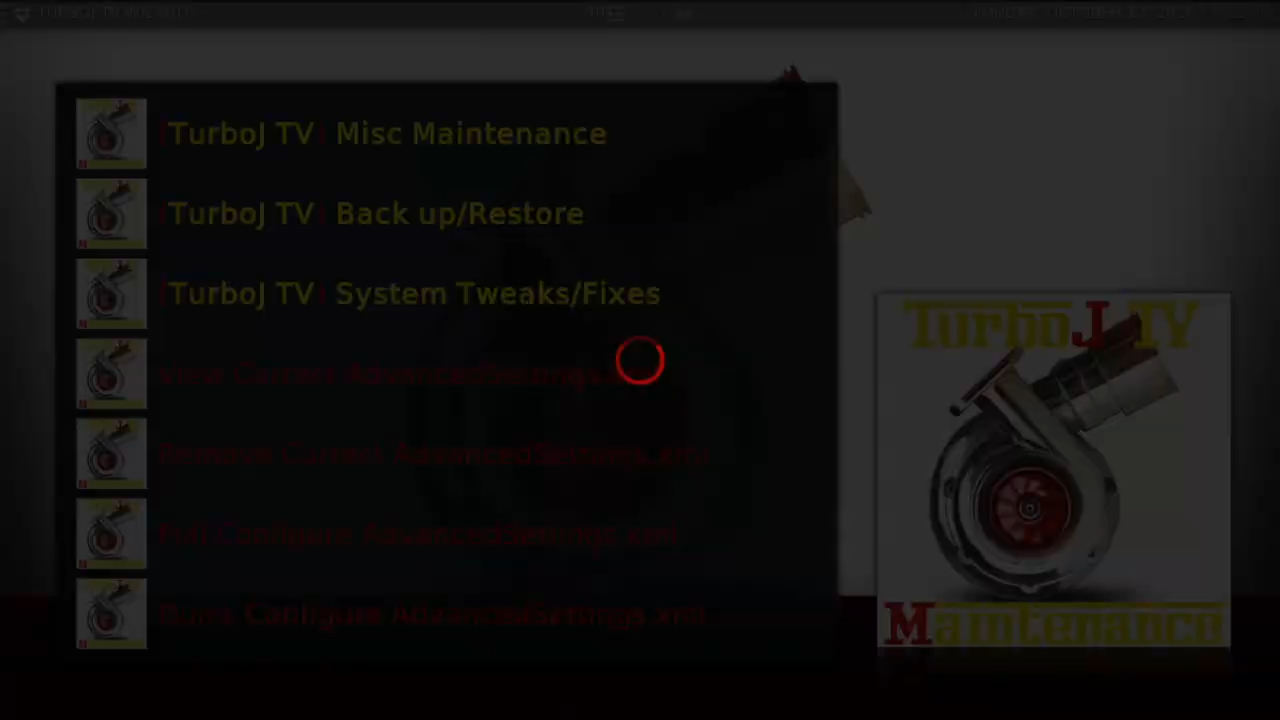 [TurboJ TV] Misc Maintenance
[TurboJ TV] Back up/Restore
[TurboJ TV] System Tweaks/Fixes
View Current AdvancedSettings.
Remove Current AdvancedSettings.xml
Full Configure AdvancedSettings.xml
Quick Configure AdvancedSettings.xml
TurboJ TV
Maintenance